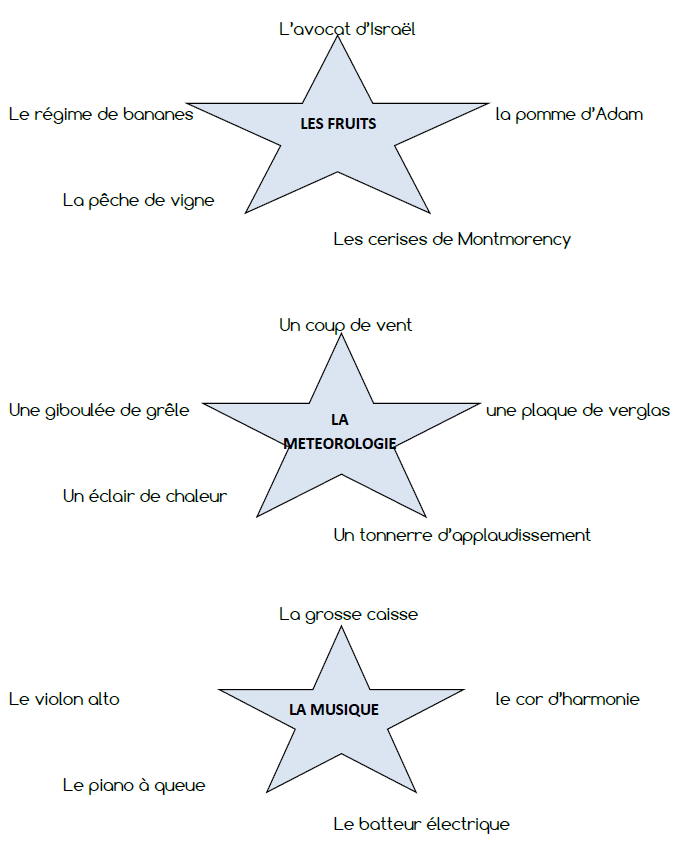 L'avocat d'Israël
Le régime de bananes
la pomme d'Adam
LES FRUITS
La pêche de vigne
Les cerises de Montmorency
Un coup de vent
Une giboulée de grêle
une plaque de verglas
LA
METEOROLOGIE
Un éclair de chaleur
Un tonnerre d'applaudissement
La grosse caisse
Le violon alto
le cor d'harmonie
LA MUSIQUE
Le piano à queue
Le batteur électrique